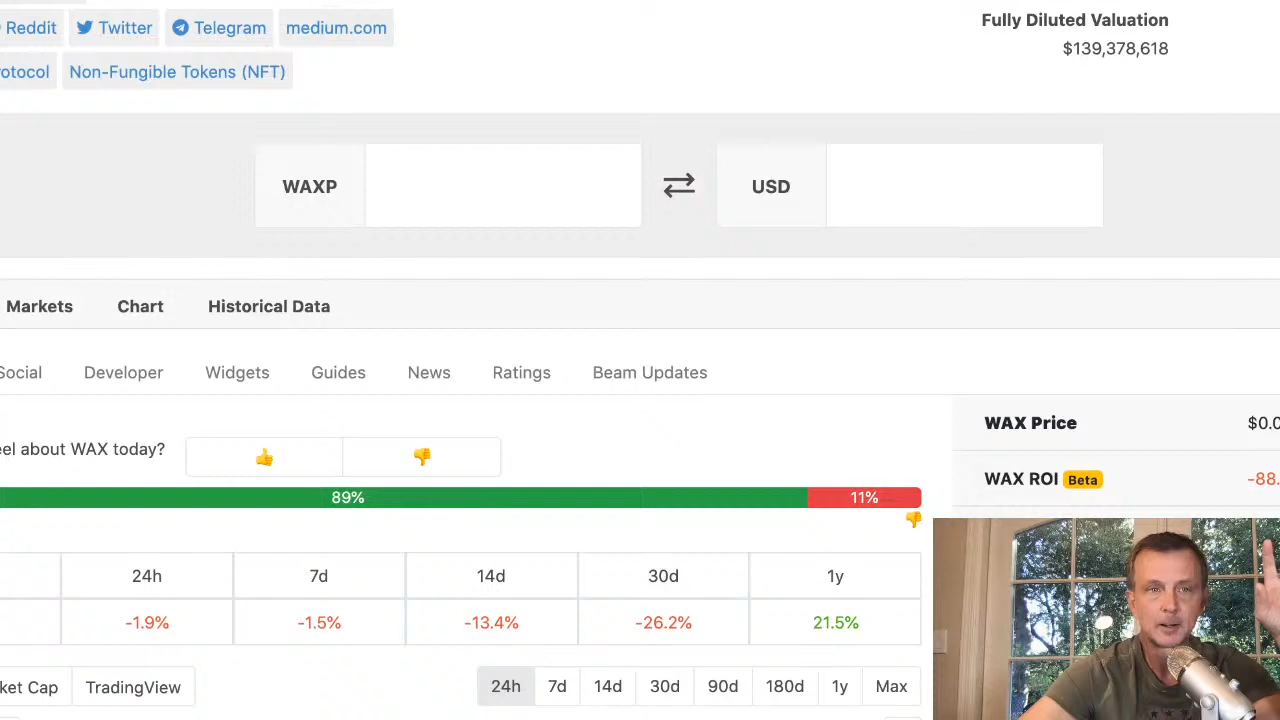 Reddit
Twitter
Telegram
medium.com
Fully Diluted Valuation
$139,378,618
otocol
Non-Fungible Tokens (NFT)
WAXP
USD
Markets
Chart
Historical Data
Social
Developer
Widgets
Guides
News
Ratings
Beam Updates
eel about WAX today?
89%
11%
WAX Price
$0.0
WAX ROI Beta
-88.
24h 7d 14d 30d 1y
-1.9% -1.5% -13.4% -26.2% 21.5%
ket Cap
TradingView
24h 7d 14d 30d 90d 180d 1y Max